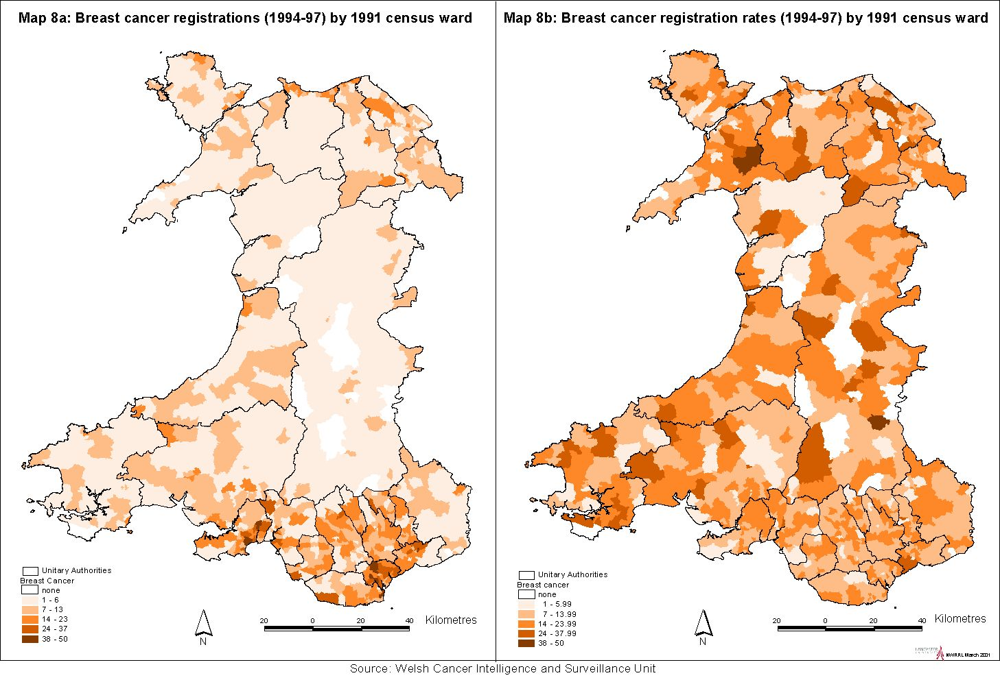 Map 8a: Breast cancer registrations (1994-97) by 1991 census ward
Map 8b: Breast cancer registration rates (1994-97) by 1991 census ward
Unitary Authorities
Breast Cancer
none
1 - 6
7 - 13
14 - 23
24 - 37
38 - 50
N
20 0 20 40 Kilometres
Unitary Authorities
Breast cancer
none
1 - 5.99
7 - 13.99
14 - 23.99
24 - 37.99
38 - 50
N
20 0 20 40 Kilometres
LANCASTER
UNIVERSITY
NWRRL March 2001
Source: Welsh Cancer Intelligence and Surveillance Unit